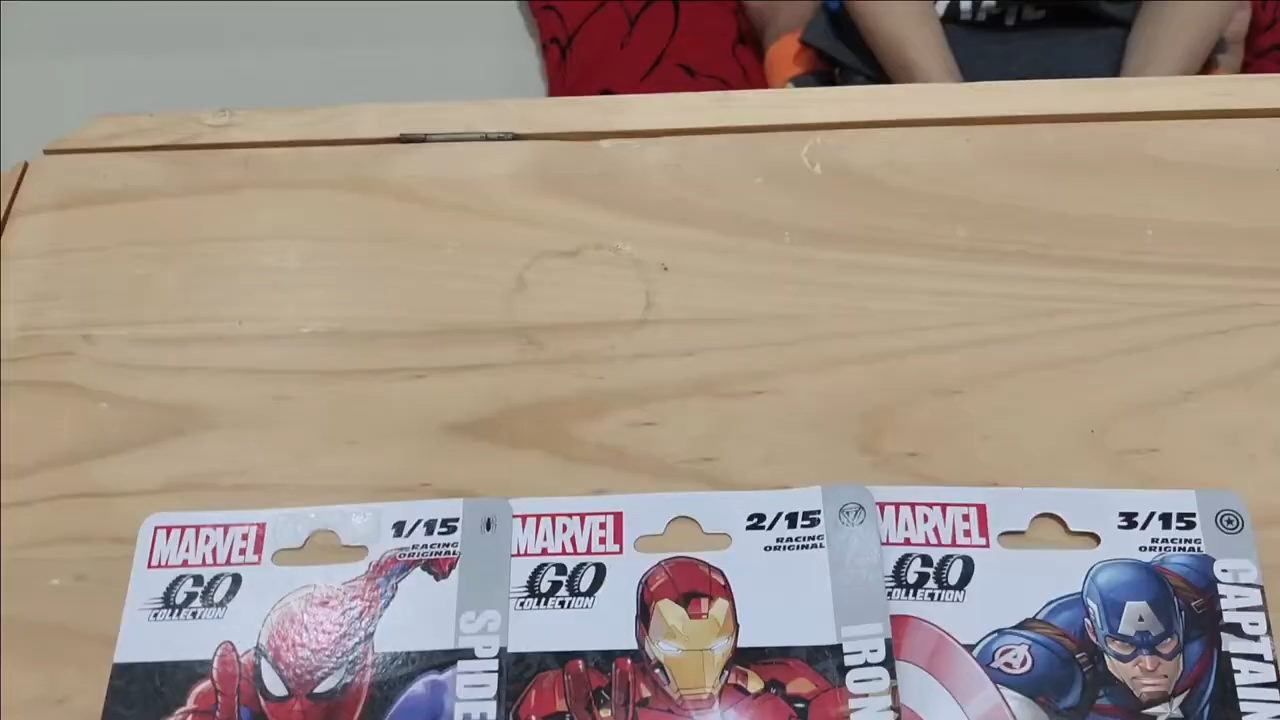 MARVEL
GO
COLLECTION
1/15
RACING
ORIGINAL
SPIDE
MARVEL
GO
COLLECTION
2/15
RACING
ORIGINAL
IRON
MARVEL
GO
COLLECTION
3/15
RACING
ORIGINAL
CAPTAIN
A